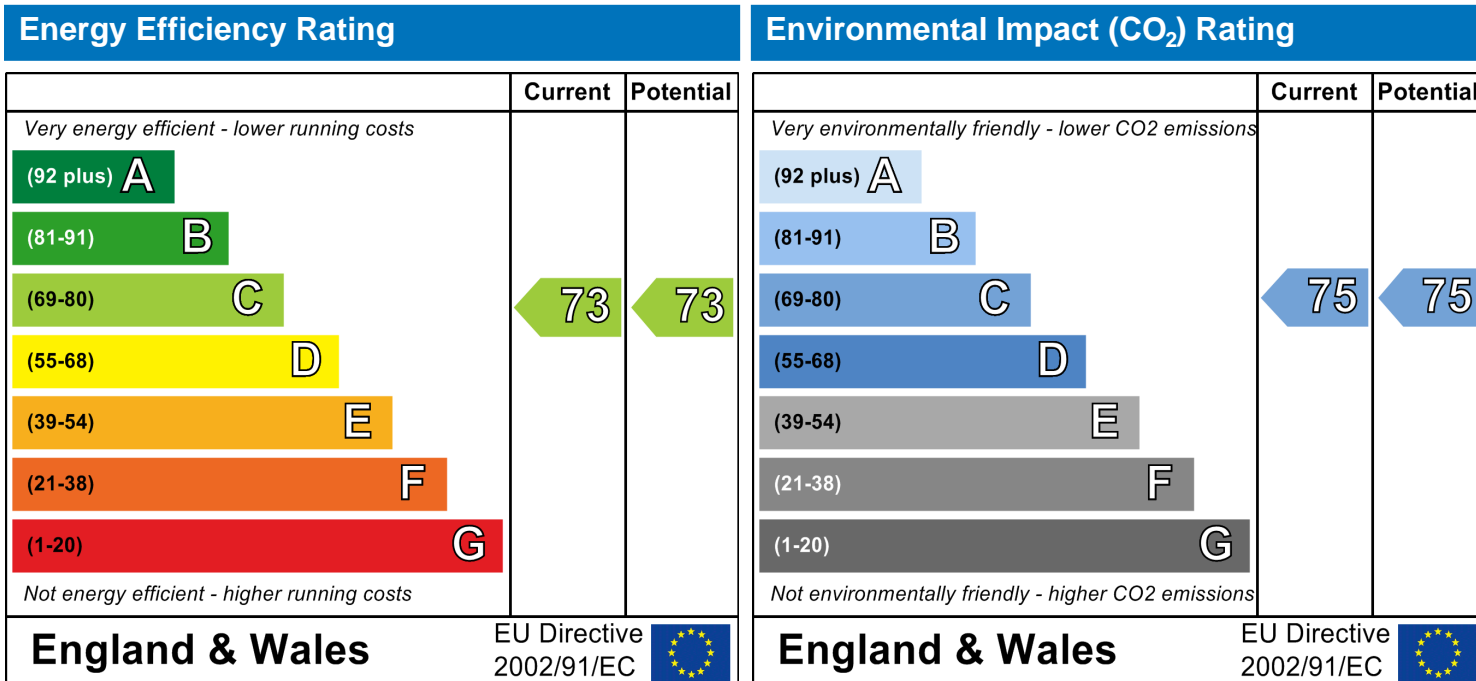 Energy Efficiency Rating
Current Potential
Very energy efficient - lower running costs
(92 plus) A
(81-91) B
(69-80) C
73 73
(55-68) D
(39-54) E
(21-38) F
(1-20) G
Not energy efficient - higher running costs
England & Wales
EU Directive
2002/91/EC
Environmental Impact (CO₂) Rating
Current Potential
Very environmentally friendly - lower CO2 emissions
(92 plus) A
(81-91) B
(69-80) C
75 75
(55-68) D
(39-54) E
(21-38) F
(1-20) G
Not environmentally friendly - higher CO2 emissions
England & Wales
EU Directive
2002/91/EC